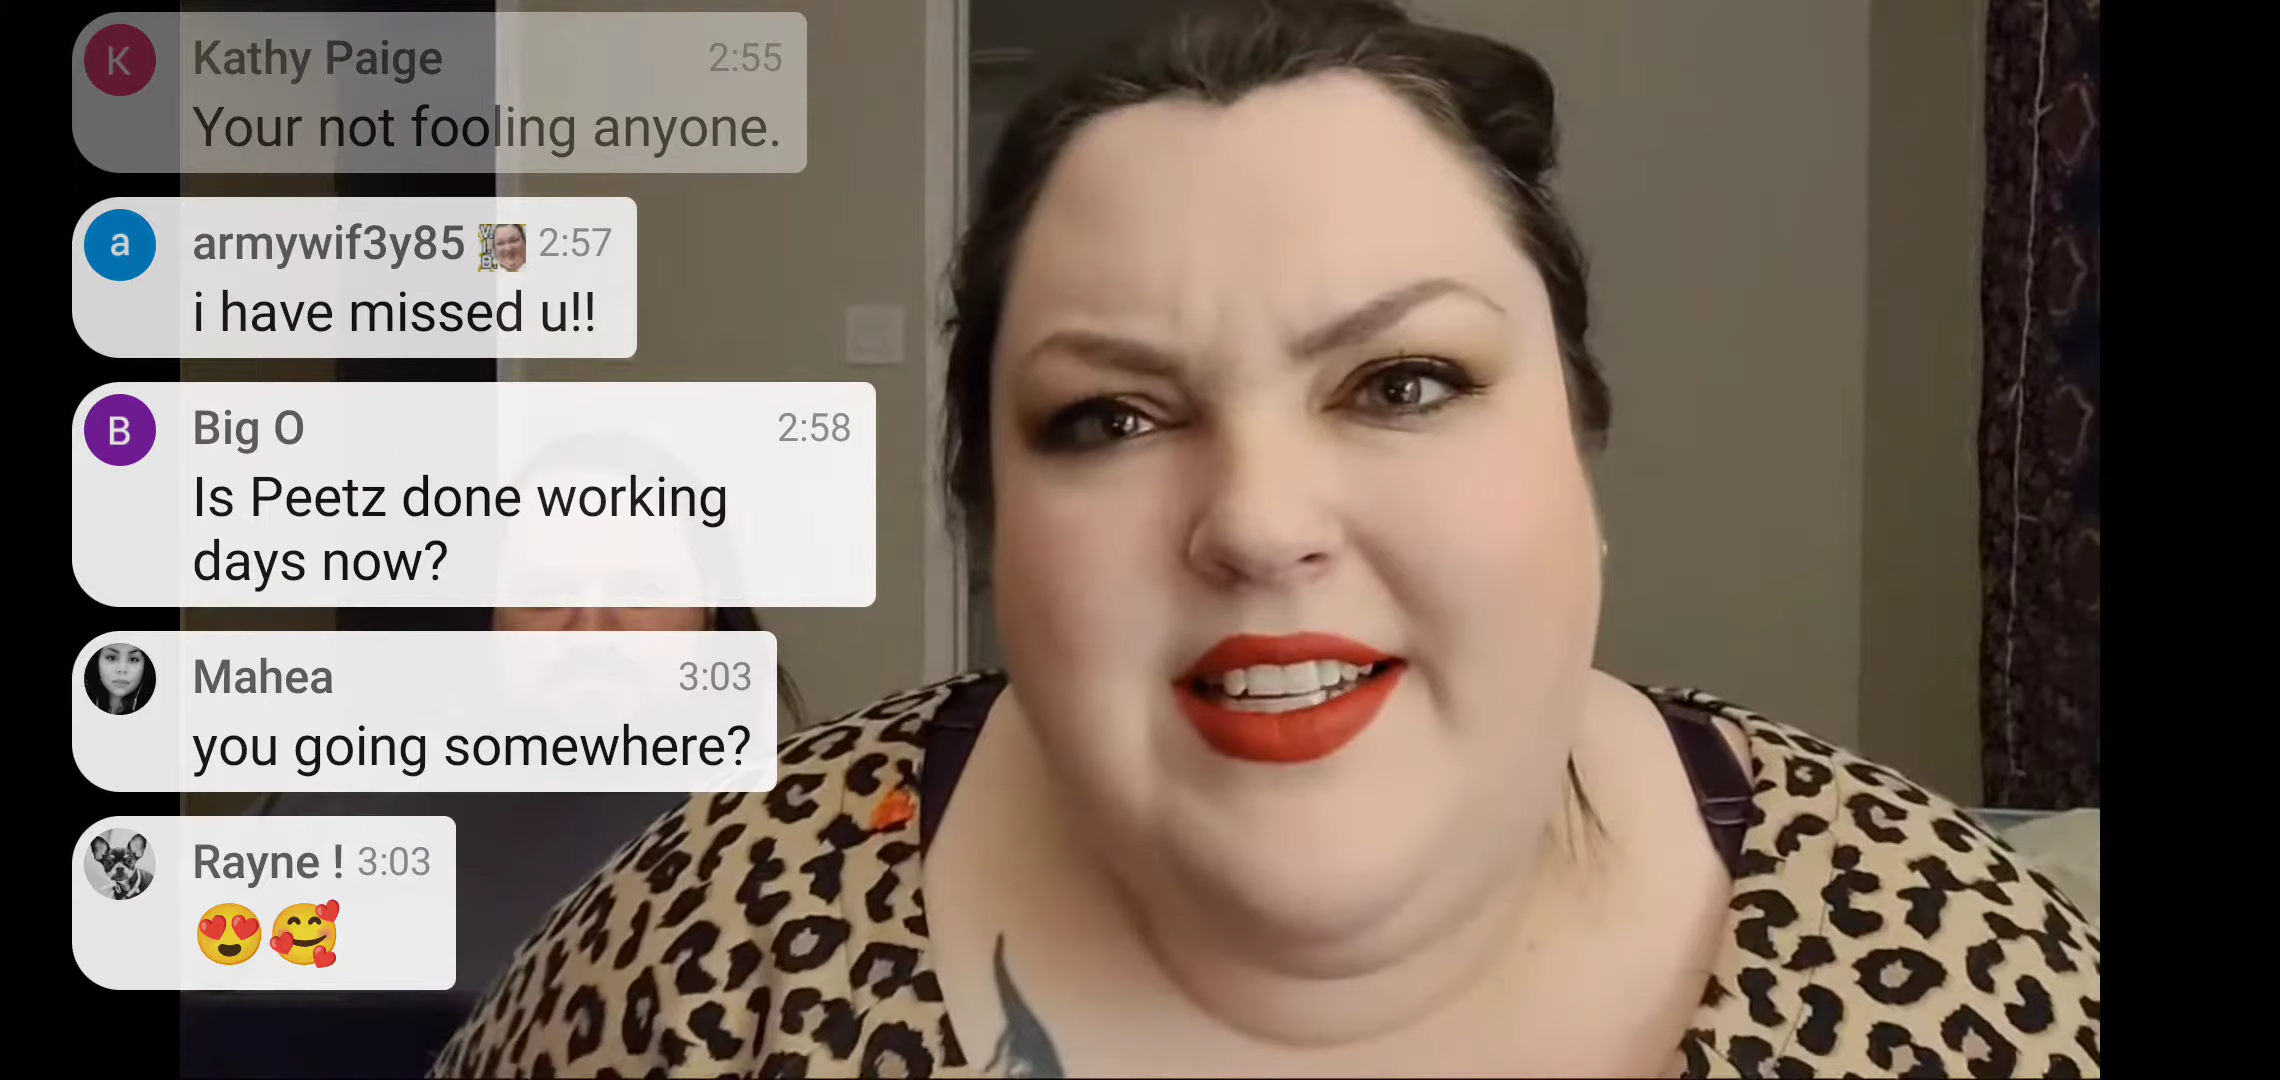 K
Kathy Paige 2:55
Your not fooling anyone.
a
armywif3y85 2:57
i have missed u!!
B
Big O 2:58
Is Peetz done working
days now?
Mahea 3:03
you going somewhere?
Rayne ! 3:03
😍🥰